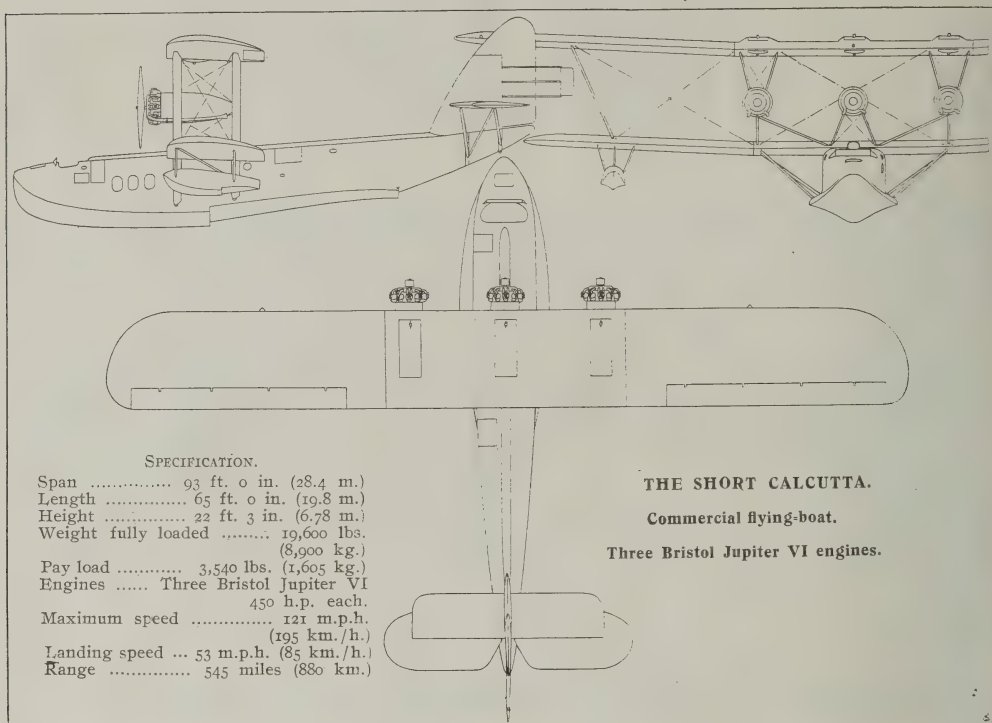 SPECIFICATION.
Span .............. 93 ft. 0 in. (28.4 m.)
Length ............. 65 ft. 0 in. (19.8 m.)
Height ............ 22 ft. 3 in. (6.78 m.)
Weight fully loaded ........ 19,600 lbs.
(8,900 kg.)
Pay load ........... 3,540 lbs. (1,605 kg.)
Engines ...... Three Bristol Jupiter VI
450 h.p. each.
Maximum speed .............. 121 m.p.h.
(195 km./h.)
Landing speed ... 53 m.p.h. (85 km./h.)
Range .............. 545 miles (880 km.)
THE SHORT CALCUTTA.
Commercial flying-boat.
Three Bristol Jupiter VI engines.